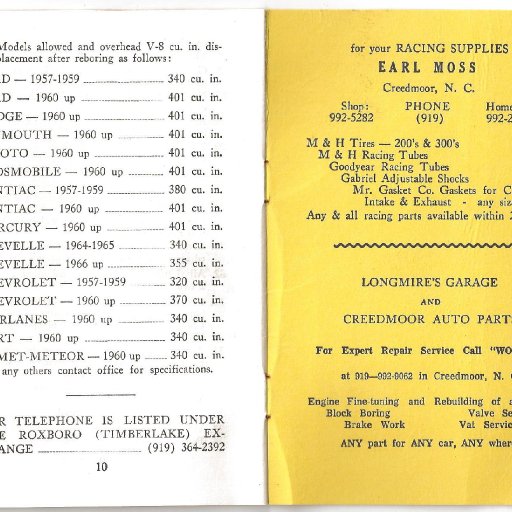 Models allowed and overhead V-8 cu. in. dis-
placement after reboring as follows:
RD — 1957-1959 340 cu. in.
RD — 1960 up 401 cu. in.
DGE — 1960 up 401 cu. in.
MOUTH — 1960 up 401 cu. in.
OTO — 1960 up 401 cu. in.
DSMOBILE — 1960 up 401 cu. in.
NTIAC — 1957-1959 380 cu. in.
NTIAC — 1960 up 401 cu. in.
RCURY — 1960 up 401 cu. in.
EVELLE — 1964-1965 340 cu. in.
EVELLE — 1966 up 355 cu. in.
EVROLET — 1957-1959 320 cu. in.
EVROLET — 1960 up 370 cu. in.
RLANES — 1960 up 340 cu. in.
RT — 1960 up 340 cu. in.
MET-METEOR — 1960 up 340 cu. in.
any others contact office for specifications.
R TELEPHONE IS LISTED UNDER
E ROXBORO (TIMBERLAKE) EX-
ANGE (919) 364-2392
10
for your RACING SUPPLIES
EARL MOSS
Creedmoor, N. C.
Shop: PHONE Home
992-5282 (919) 992-2
M & H Tires — 200's & 300's
M & H Racing Tubes
Goodyear Racing Tubes
Gabriel Adjustable Shocks
Mr. Gasket Co. Gaskets for C
Intake & Exhaust - any siz
Any & all racing parts available within 2
LONGMIRE'S GARAGE
AND
CREEDMOOR AUTO PARTS
For Expert Repair Service Call "WO
at 919—992-9062 in Creedmoor, N. C
Engine Fine-tuning and Rebuilding of a
Block Boring Valve Se
Brake Work Vat Servic
ANY part for ANY car, ANY wher